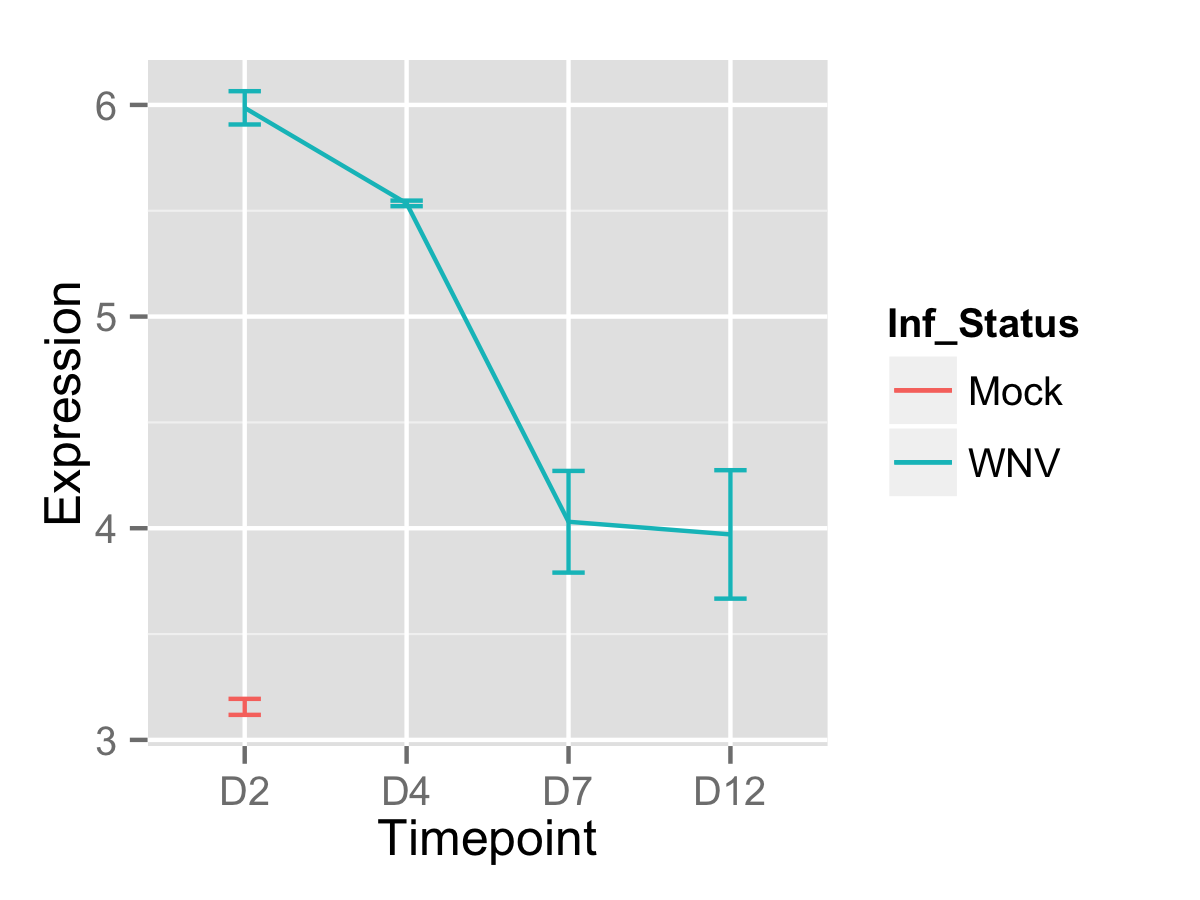 6
5
4
3
Expression
D2 D4 D7 D12
Timepoint
Inf_Status
Mock
WNV